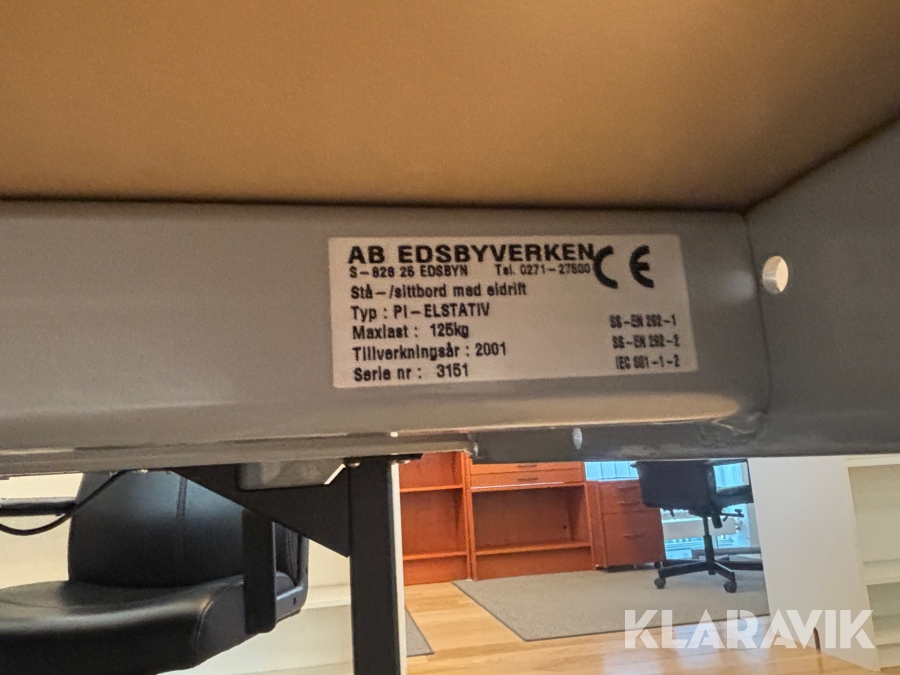 AB EDSBYVERKEN CE
S-828 25 EDSBYN Tel. 0271-27500
Stå-/sittbord med eldrift
Typ : PI-ELSTATIV
Maxlast : 125kg
SS-EN 292-1
Tillverkningsår : 2001
SS-EN 292-2
Serie nr : 3151
IEC 601-1-2
KLARAVIK